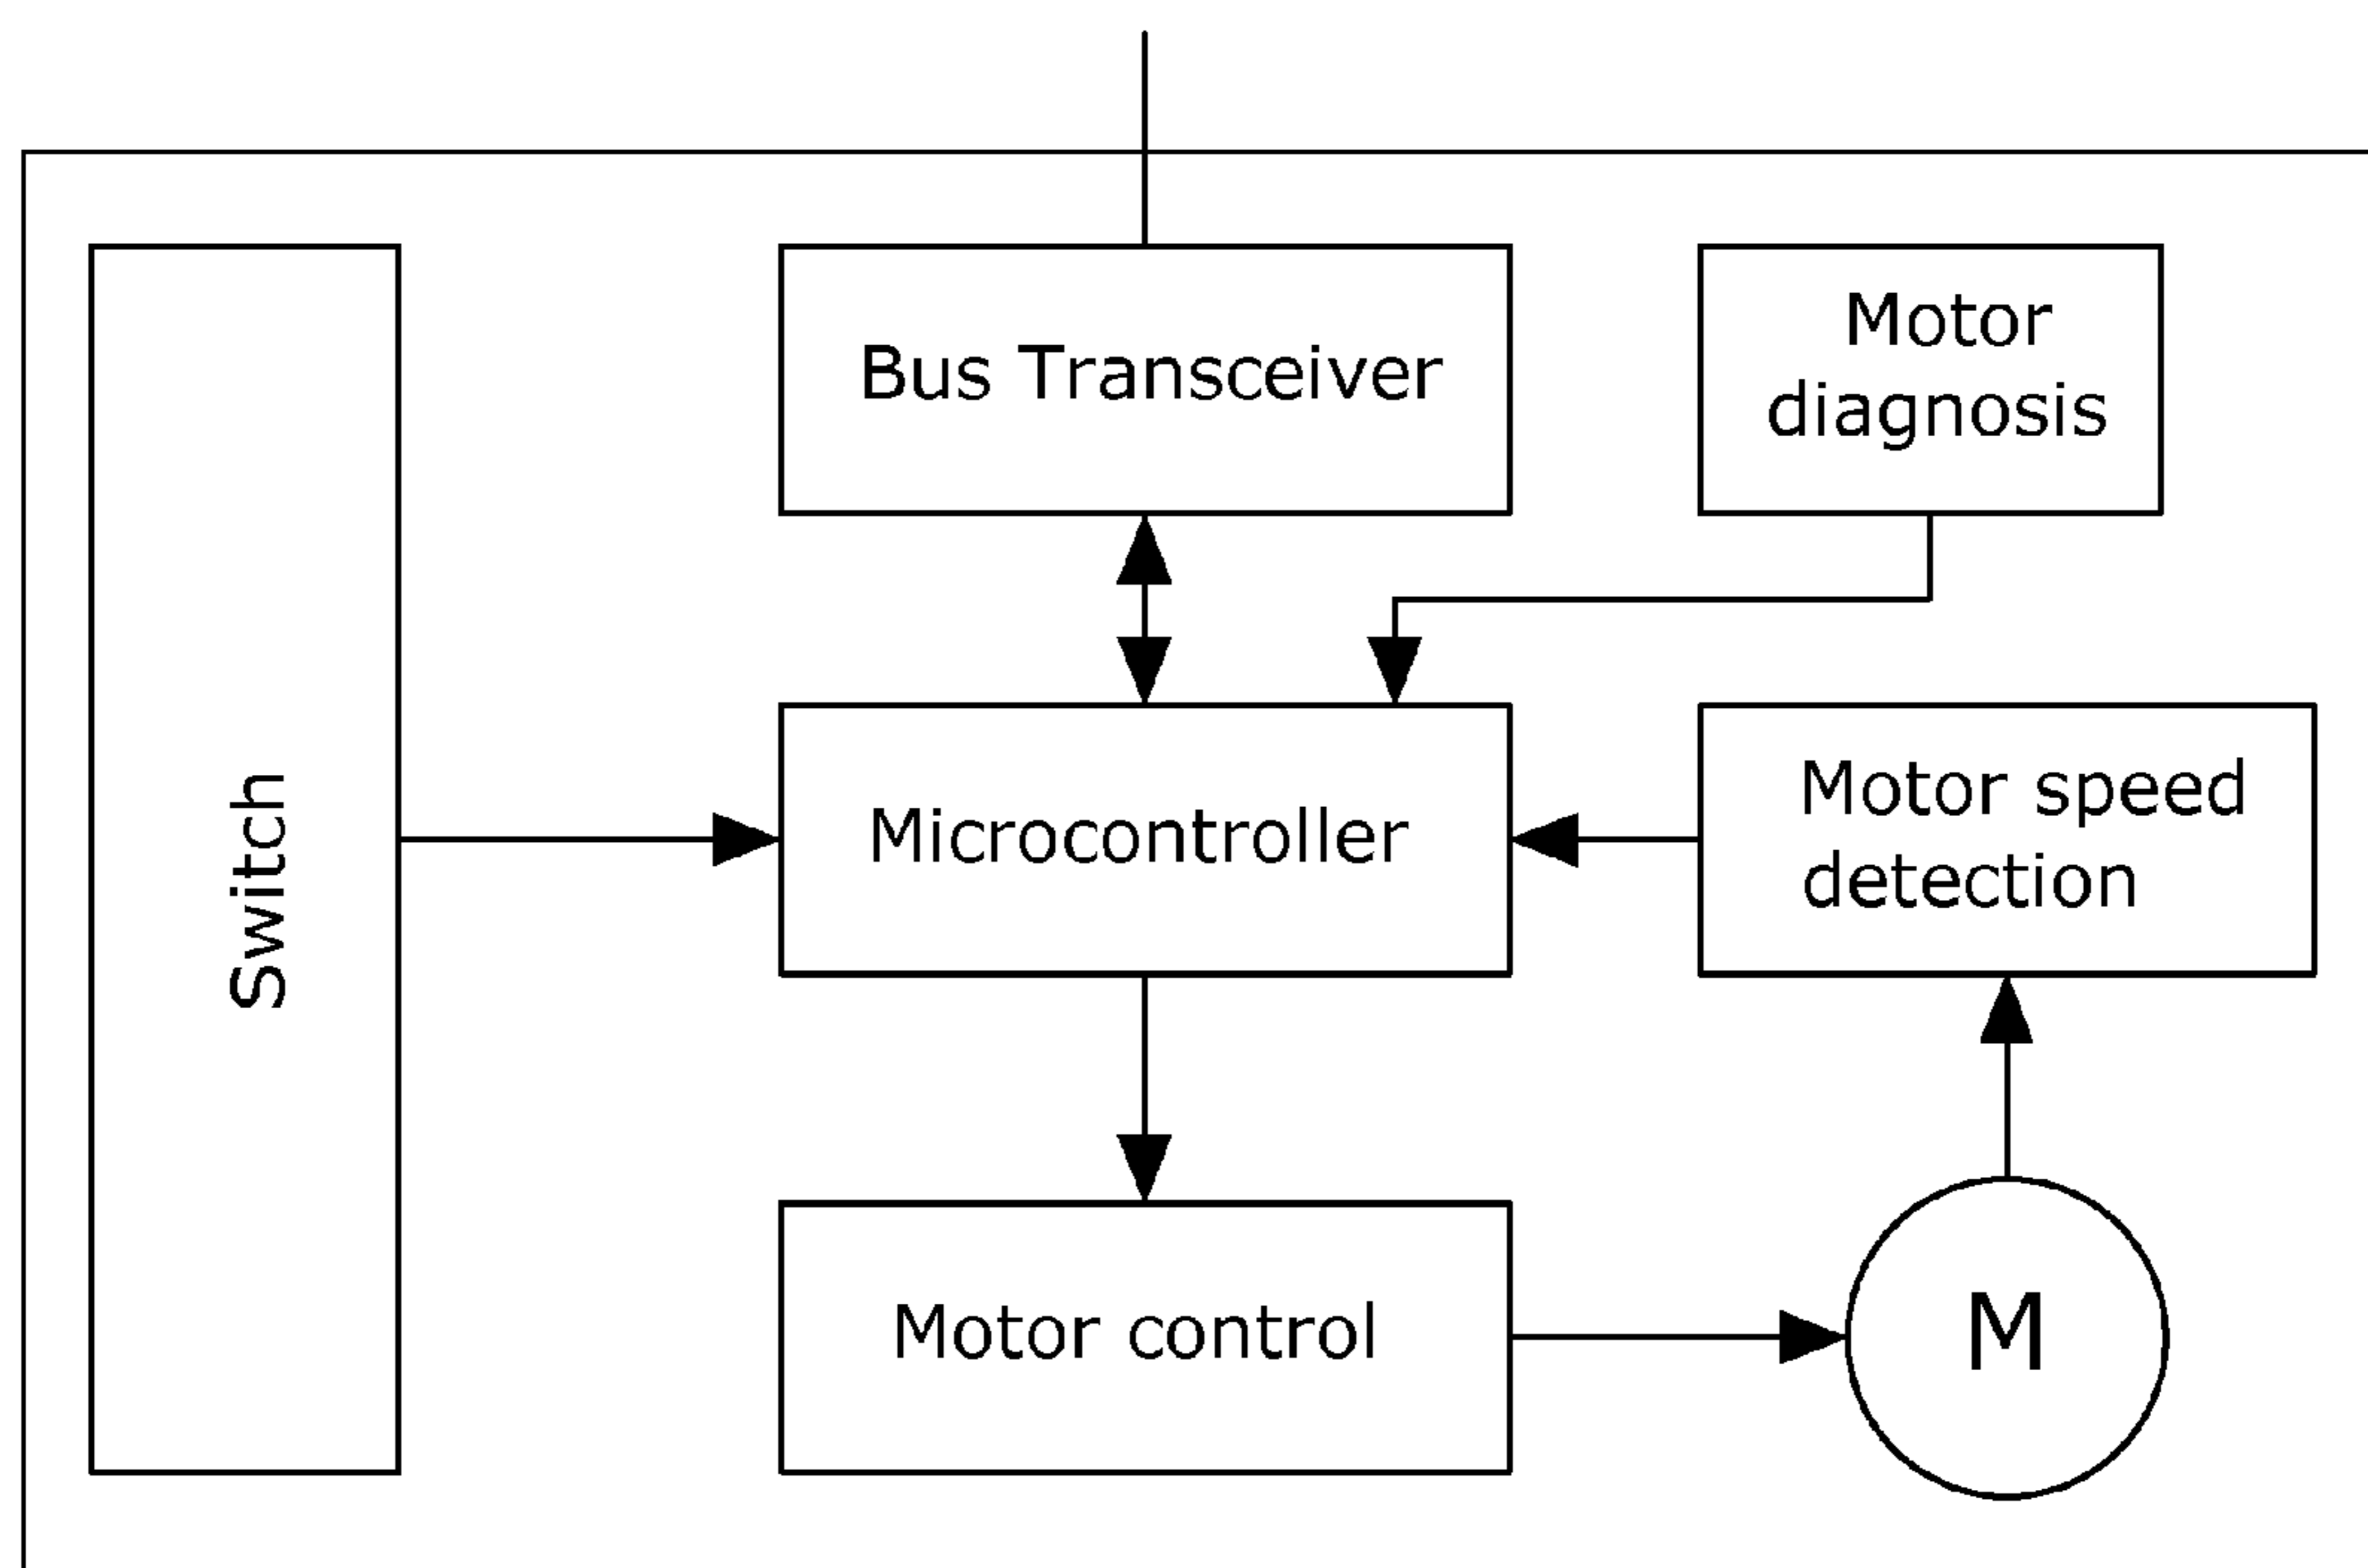 Bus Transceiver
Motor
diagnosis
Switch
Microcontroller
Motor speed
detection
Motor control
M